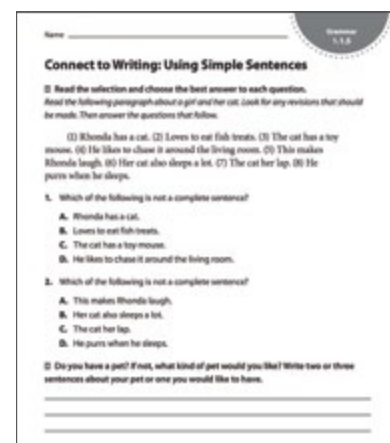 Grammar
1.1.5
Name
Connect to Writing: Using Simple Sentences
Read the selection and choose the best answer to each question.
Read the following paragraph about a girl and her cat. Look for any revisions that should
be made. Then answer the questions that follow.
(1) Rhonda has a cat. (2) Loves to eat fish treats. (3) The cat has a toy
mouse. (4) He likes to chase it around the living room. (5) This makes
Rhonda laugh. (6) Her cat also sleeps a lot. (7) The cat her lap. (8) He
purrs when he sleeps.
1. Which of the following is not a complete sentence?
A. Rhonda has a cat.
B. Loves to eat fish treats.
C. The cat has a toy mouse.
D. He likes to chase it around the living room.
2. Which of the following is not a complete sentence?
A. This makes Rhonda laugh.
B. Her cat also sleeps a lot.
C. The cat her lap.
D. He purrs when he sleeps.
Do you have a pet? If not, what kind of pet would you like? Write two or three
sentences about your pet or one you would like to have.